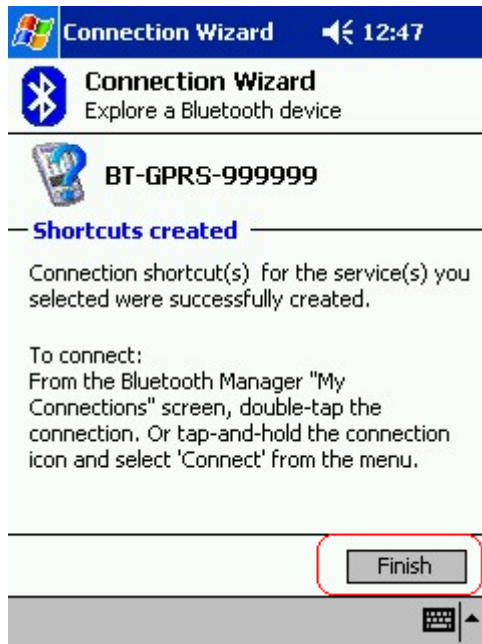 Connection Wizard 12:47
Connection Wizard
Explore a Bluetooth device
BT-GPRS-999999
Shortcuts created
Connection shortcut(s) for the service(s) you
selected were successfully created.
To connect:
From the Bluetooth Manager "My
Connections" screen, double-tap the
connection. Or tap-and-hold the connection
icon and select 'Connect' from the menu.
Finish